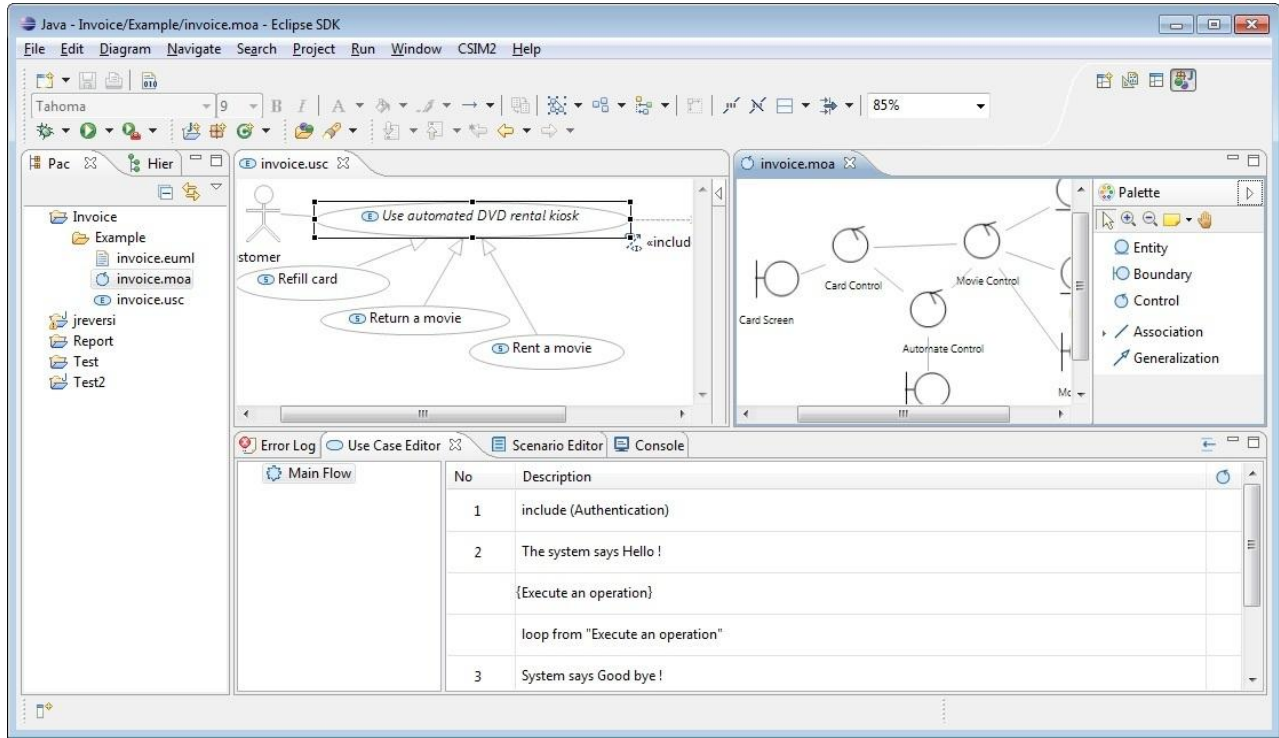 Java - Invoice/Example/invoice.moa - Eclipse SDK
File Edit Diagram Navigate Search Project Run Window CSIM2 Help
Tahoma 9 B I A 85%
Pac Hier
Invoice
Example
invoice.euml
invoice.moa
invoice.usc
jreversi
Report
Test
Test2
invoice.usc
Use automated DVD rental kiosk
«includ
stomer
Refill card
Return a movie
Rent a movie
invoice.moa
Card Control
Movie Control
Card Screen
Automate Control
Mc
Palette
Entity
Boundary
Control
Association
Generalization
Error Log Use Case Editor Scenario Editor Console
Main Flow
No Description
1 include (Authentication)
2 The system says Hello !
{Execute an operation}
loop from "Execute an operation"
3 System says Good bye !